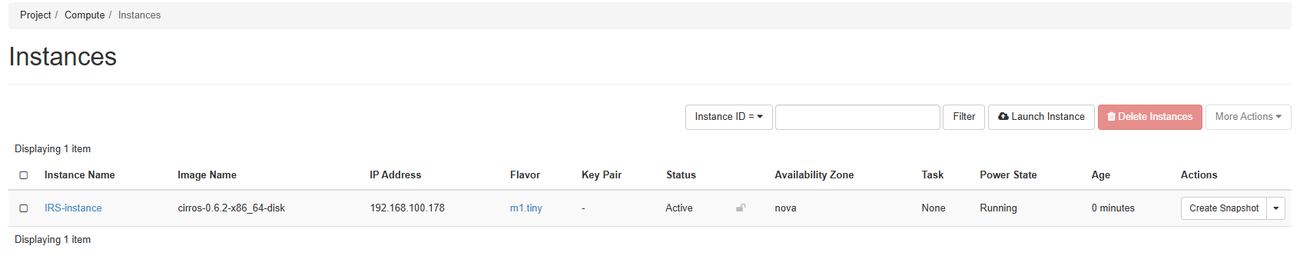 Project / Compute / Instances
Instances
Instance ID = Filter Launch Instance Delete Instances More Actions
Displaying 1 item
Instance Name Image Name IP Address Flavor Key Pair Status Availability Zone Task Power State Age Actions
IRS-instance cirros-0.6.2-x86_64-disk 192.168.100.178 m1.tiny - Active nova None Running 0 minutes Create Snapshot
Displaying 1 item